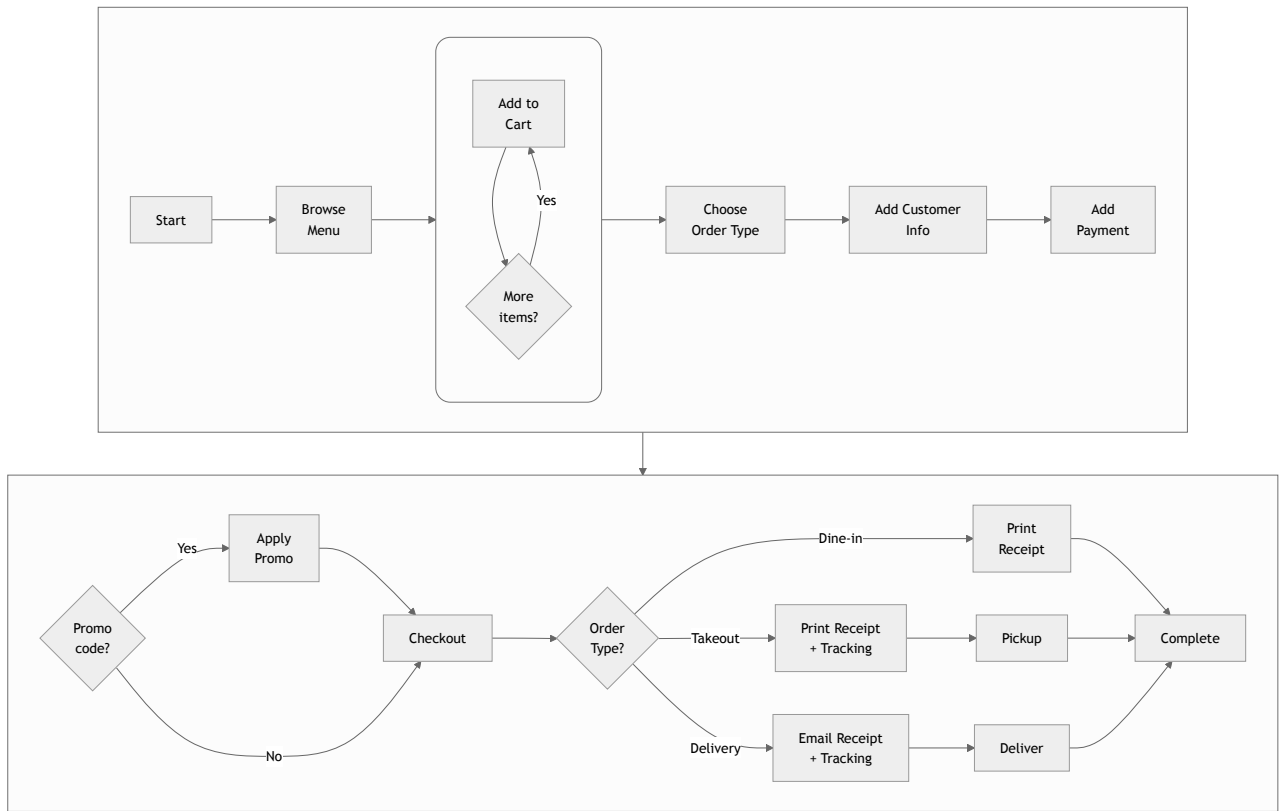 Add to
Cart
Yes
Start
Browse
Menu
More
items?
Choose
Order Type
Add Customer
Info
Add
Payment
Promo
code?
Yes
No
Apply
Promo
Checkout
Order
Type?
Dine-in
Print
Receipt
Takeout
Print Receipt
+ Tracking
Pickup
Delivery
Email Receipt
+ Tracking
Deliver
Complete